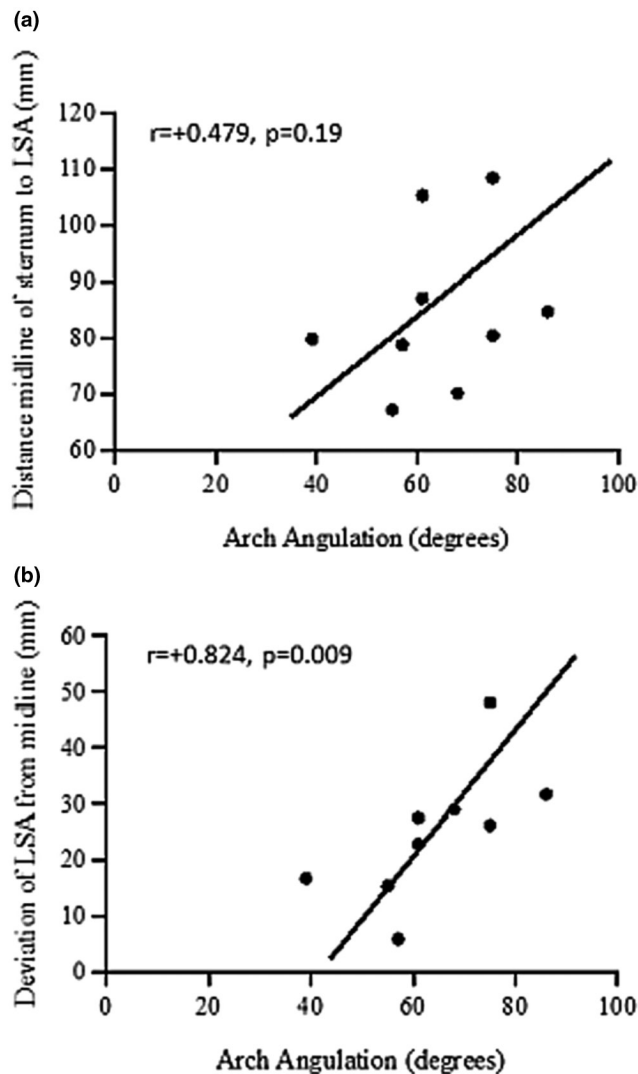 (a)
r=+0.479, p=0.19
Distance midline of sternum to LSA (mm)
120
110
100
90
80
70
60
0 20 40 60 80 100
Arch Angulation (degrees)
(b)
r=+0.824, p=0.009
Deviation of LSA from midline (mm)
60
50
40
30
20
10
0
0 20 40 60 80 100
Arch Angulation (degrees)